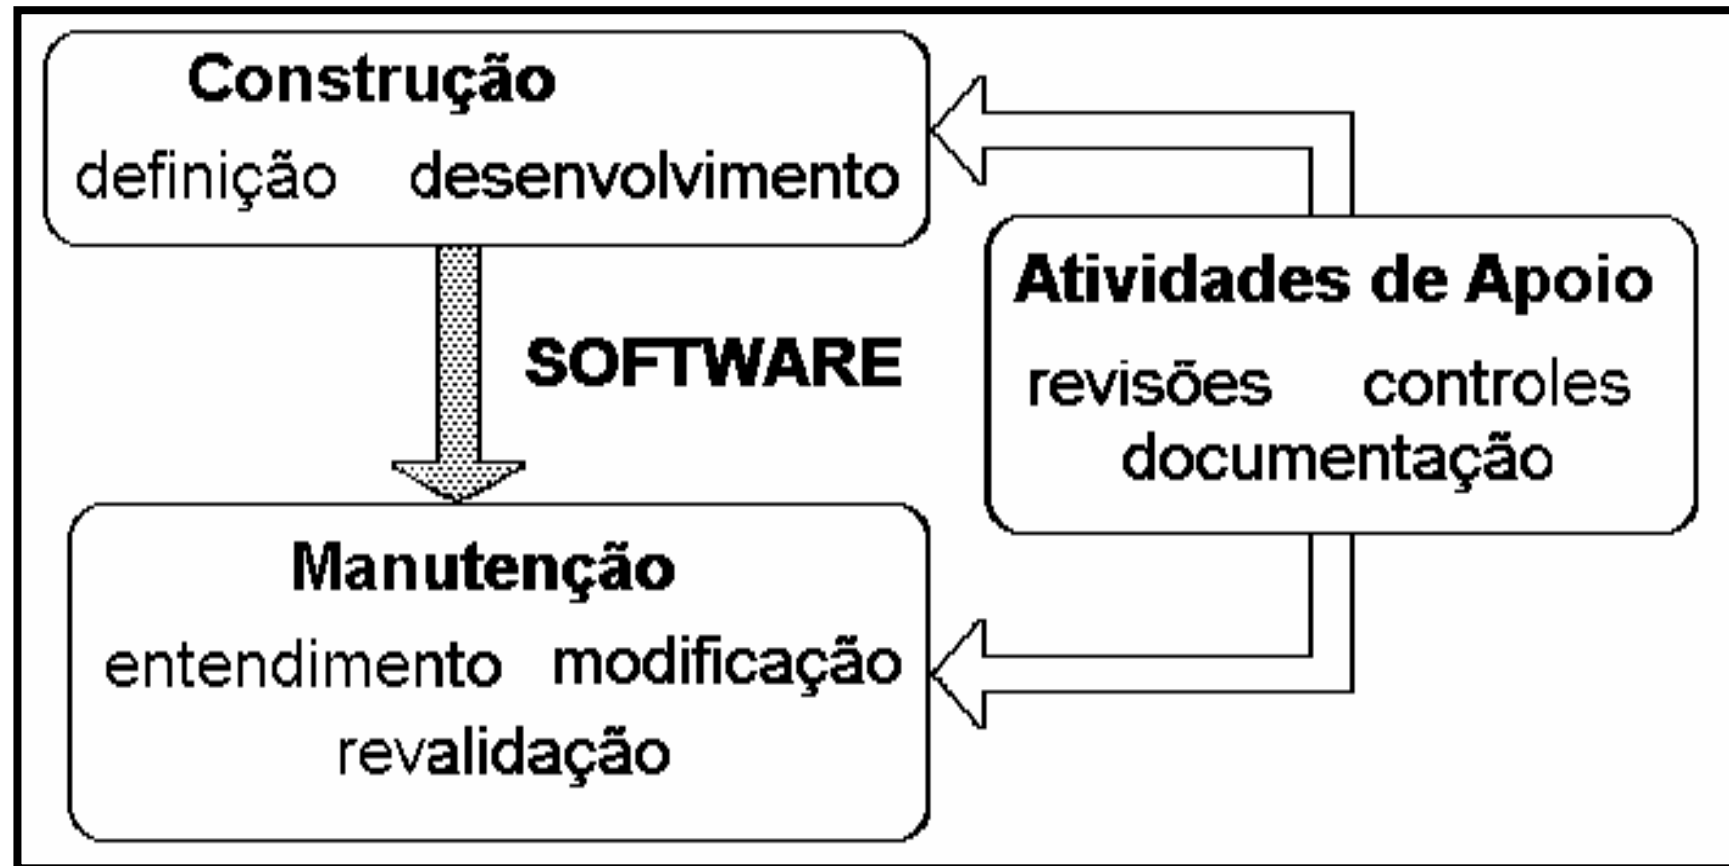 Construção
definição desenvolvimento
SOFTWARE
Atividades de Apoio
revisões controles
documentação
Manutenção
entendimento modificação
revalidação